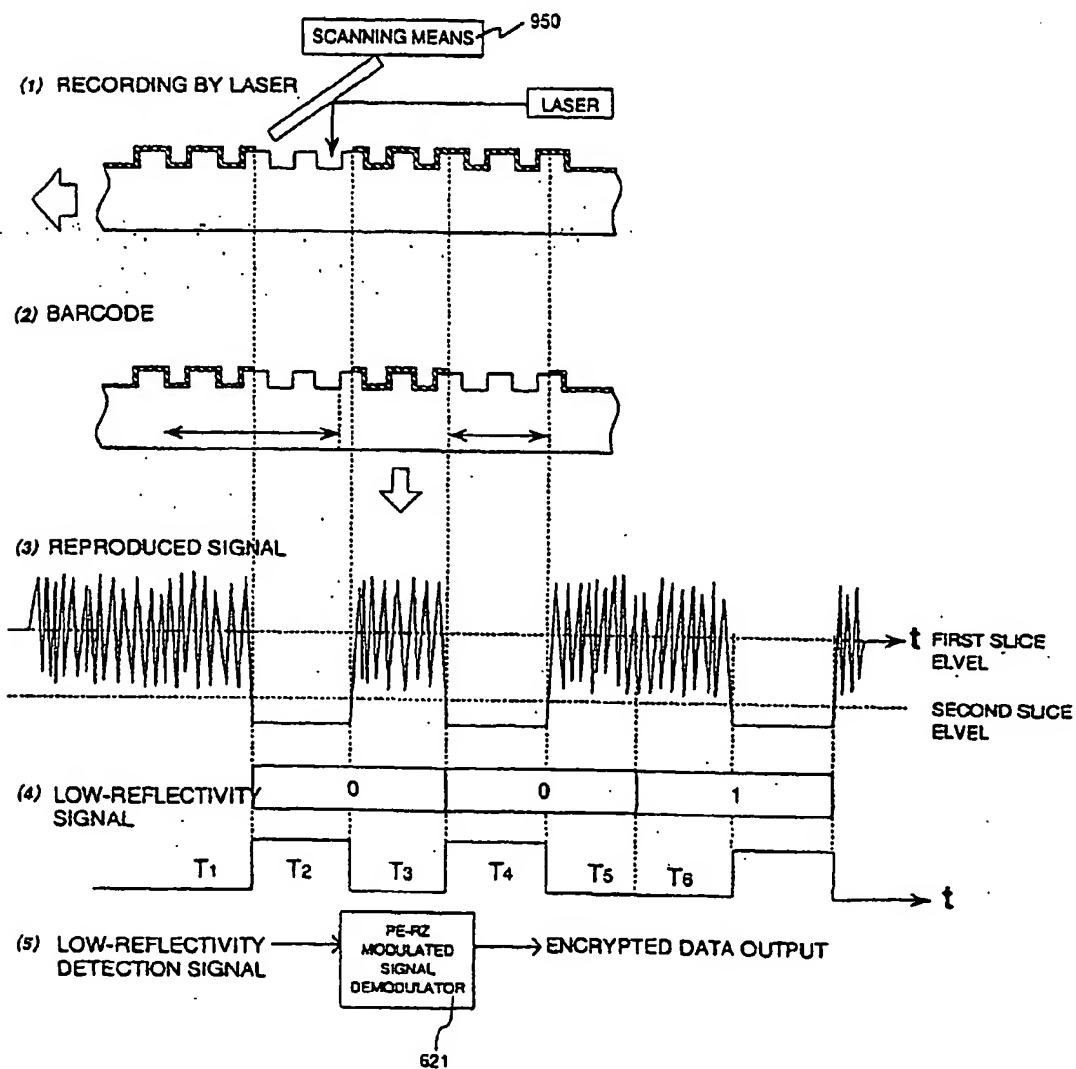 950
SCANNING MEANS
(1) RECORDING BY LASER
LASER
(2) BARCODE
(3) REPRODUCED SIGNAL
t
FIRST SLICE
ELVEL
SECOND SLICE
ELVEL
(4) LOW-REFLECTIVITY
SIGNAL
0
0
1
T1
T2
T3
T4
T5
T6
t
(5) LOW-REFLECTIVITY
DETECTION SIGNAL
PE-RZ
MODULATED
SIGNAL
DEMODULATOR
ENCRYPTED DATA OUTPUT
621